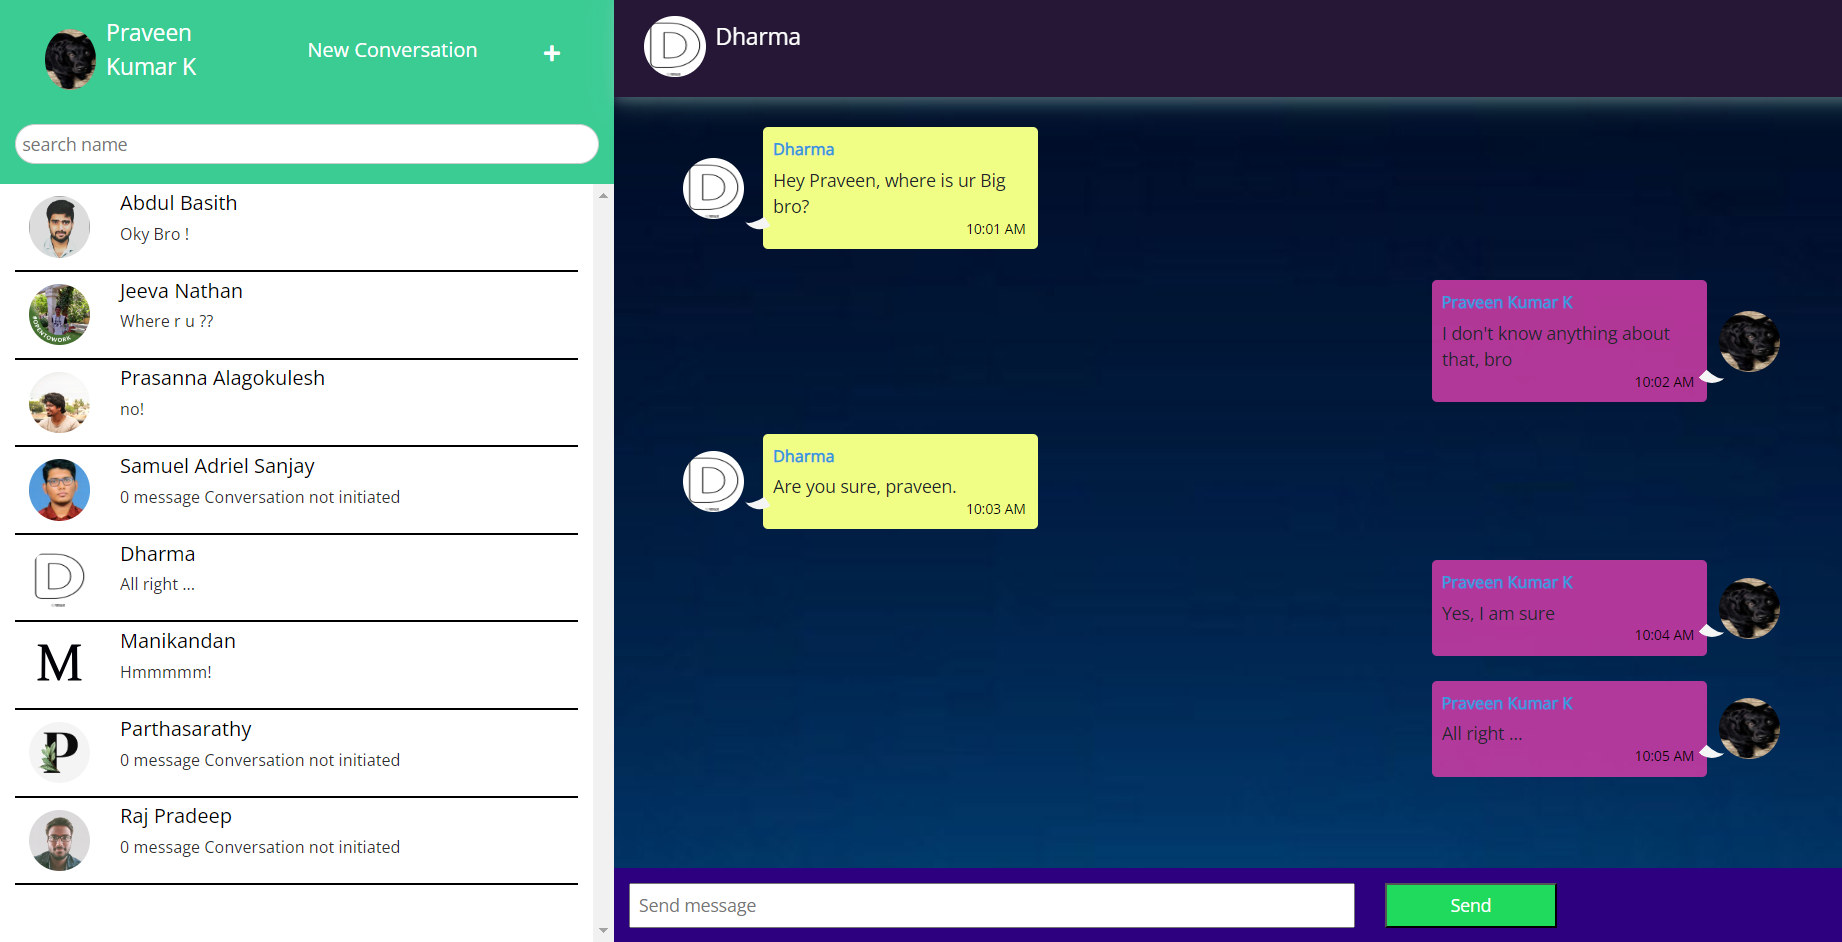 Praveen
Kumar K
New Conversation
+
search name
Abdul Basith
Oky Bro !
Jeeva Nathan
Where r u ??
#OPENTOWORK
Prasanna Alagokulesh
no!
Samuel Adriel Sanjay
0 message Conversation not initiated
D
Dharma
All right ...
M
Manikandan
Hmmmmm!
P
Parthasarathy
0 message Conversation not initiated
Raj Pradeep
0 message Conversation not initiated
D
Dharma
D
Dharma
Hey Praveen, where is ur Big
bro?
10:01 AM
Praveen Kumar K
I don't know anything about
that, bro
10:02 AM
D
Dharma
Are you sure, praveen.
10:03 AM
Praveen Kumar K
Yes, I am sure
10:04 AM
Praveen Kumar K
All right ...
10:05 AM
Send message
Send